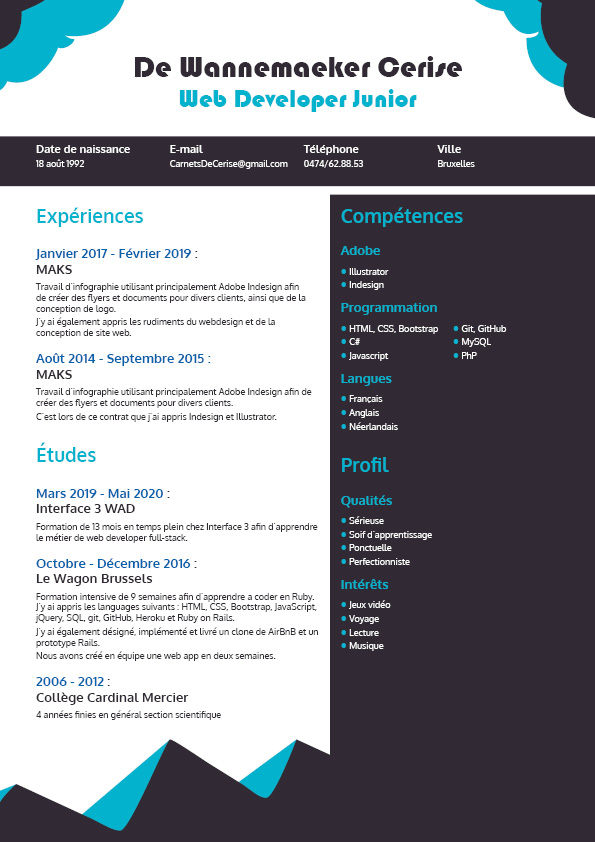 De Wannemaeker Cerise
Web Developer Junior
Date de naissance
18 août 1992
E-mail
CarnetsDeCerise@gmail.com
Téléphone
0474/62.88.53
Ville
Bruxelles
Expériences
Janvier 2017 - Février 2019 :
MAKS
Travail d'infographie utilisant principalement Adobe Indesign afin
de créer des flyers et documents pour divers clients, ainsi que de la
conception de logo.
J'y ai également appris les rudiments du webdesign et de la
conception de site web.
Août 2014 - Septembre 2015 :
MAKS
Travail d'infographie utilisant principalement Adobe Indesign afin de
créer des flyers et documents pour divers clients.
C'est lors de ce contrat que j'ai appris Indesign et Illustrator.
Études
Mars 2019 - Mai 2020 :
Interface 3 WAD
Formation de 13 mois en temps plein chez Interface 3 afin d'apprendre
le métier de web developer full-stack.
Octobre - Décembre 2016 :
Le Wagon Brussels
Formation intensive de 9 semaines afin d'apprendre a coder en Ruby.
J'y ai appris les languages suivants : HTML, CSS, Bootstrap, JavaScript,
jQuery, SQL, git, GitHub, Heroku et Ruby on Rails.
J'y ai également désigné, implémenté et livré un clone de AirBnB et un
prototype Rails.
Nous avons créé en équipe une web app en deux semaines.
2006 - 2012 :
Collège Cardinal Mercier
4 années finies en général section scientifique
Compétences
Adobe
Illustrator
Indesign
Programmation
HTML, CSS, Bootstrap
C#
Javascript
Git, GitHub
MySQL
PhP
Langues
Français
Anglais
Néerlandais
Profil
Qualités
Sérieuse
Soif d'apprentissage
Ponctuelle
Perfectionniste
Intérêts
Jeux vidéo
Voyage
Lecture
Musique